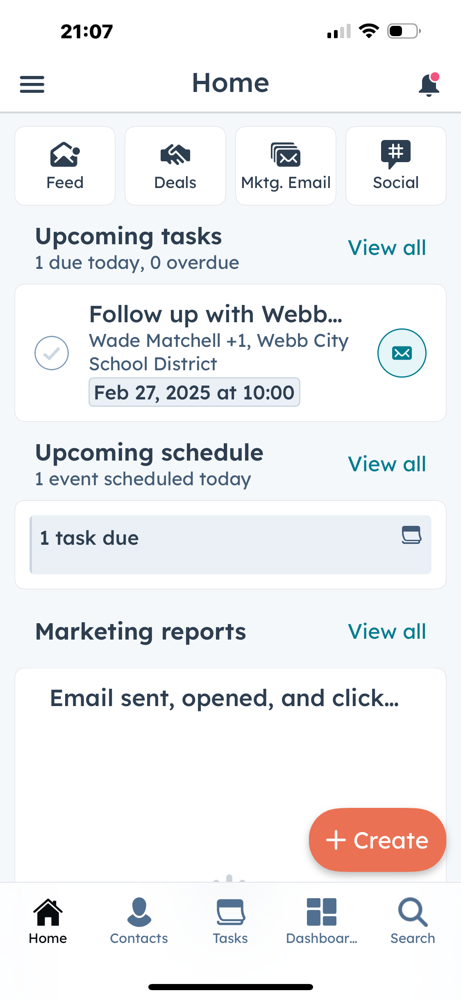 21:07
Home
Feed
Deals
Mktg. Email
Social
Upcoming tasks
View all
1 due today, 0 overdue
Follow up with Webb...
Wade Matchell +1, Webb City
School District
Feb 27, 2025 at 10:00
Upcoming schedule
View all
1 event scheduled today
1 task due
Marketing reports
View all
Email sent, opened, and click...
+ Create
Home
Contacts
Tasks
Dashboar...
Search